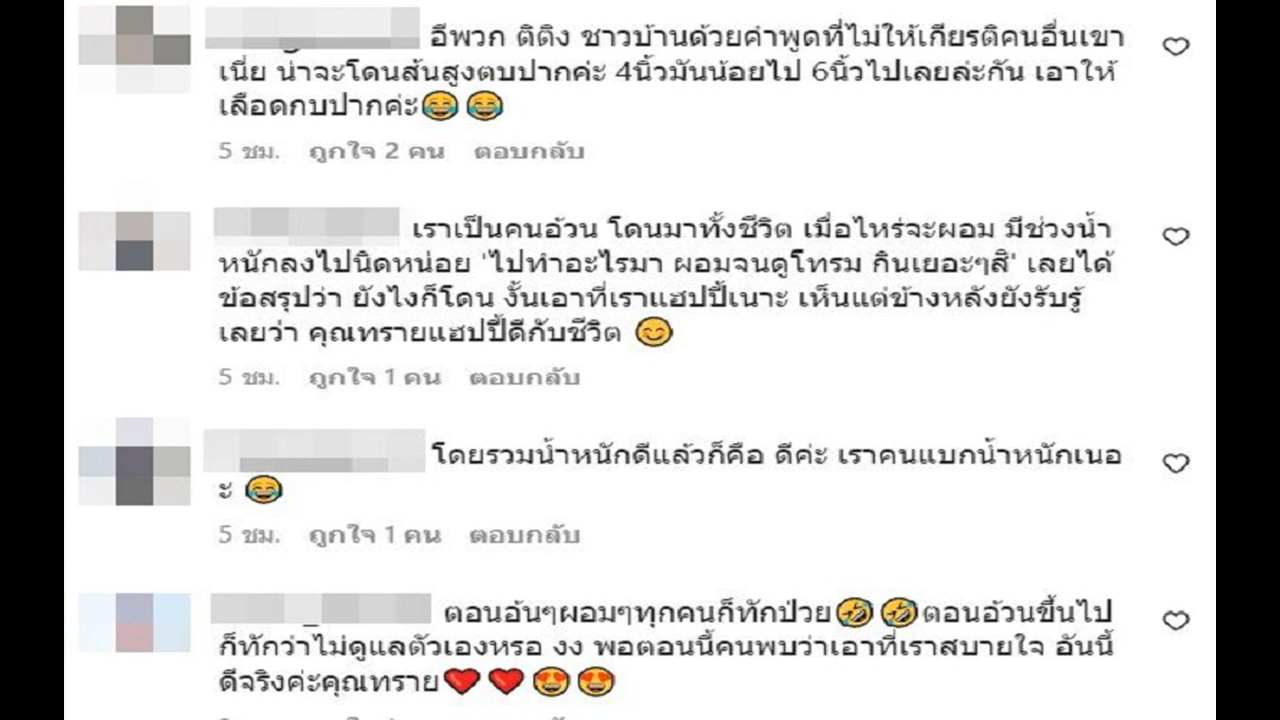 อีพวก ติติง ชาวบ้านด้วยคำพูดที่ไม่ให้เกียรติคนอื่นเขา
เนี่ย น่าจะโดนส้นสูงตบปากค่ะ 4นิ้วมันน้อยไป 6นิ้วไปเลยล่ะกัน เอาให้
เลือดกบปากค่ะ😂 😂
5 ชม. ถูกใจ 2 คน ตอบกลับ
เราเป็นคนอ้วน โดนมาทั้งชีวิต เมื่อไหร่จะผอม มีช่วงน้ำ
หนักลงไปนิดหน่อย 'ไปทำอะไรมา ผอมจนดูโทรม กินเยอะๆสิ' เลยได้
ข้อสรุปว่า ยังไงก็โดน งั้นเอาที่เราแฮปปี้เนาะ เห็นแต่ข้างหลังยังรับรู้
เลยว่า คุณทรายแฮปปี้ดีกับชีวิต 😊
5 ชม. ถูกใจ 1 คน ตอบกลับ
โดยรวมน้ำหนักดีแล้วก็คือ ดีค่ะ เราคนแบกน้ำหนักเนอ
ะ 😂
5 ชม. ถูกใจ 1 คน ตอบกลับ
ตอนอ้นๆผอมๆทุกคนก็ทักป่วย🤣 🤣ตอนอ้วนขึ้นไป
ก็ทักว่าไม่ดูแลตัวเองหรอ งง พอตอนนี้คนพบว่าเอาที่เราสบายใจ อันนี้
ดีจริงค่ะคุณทราย❤️ ❤️ 😍 😍